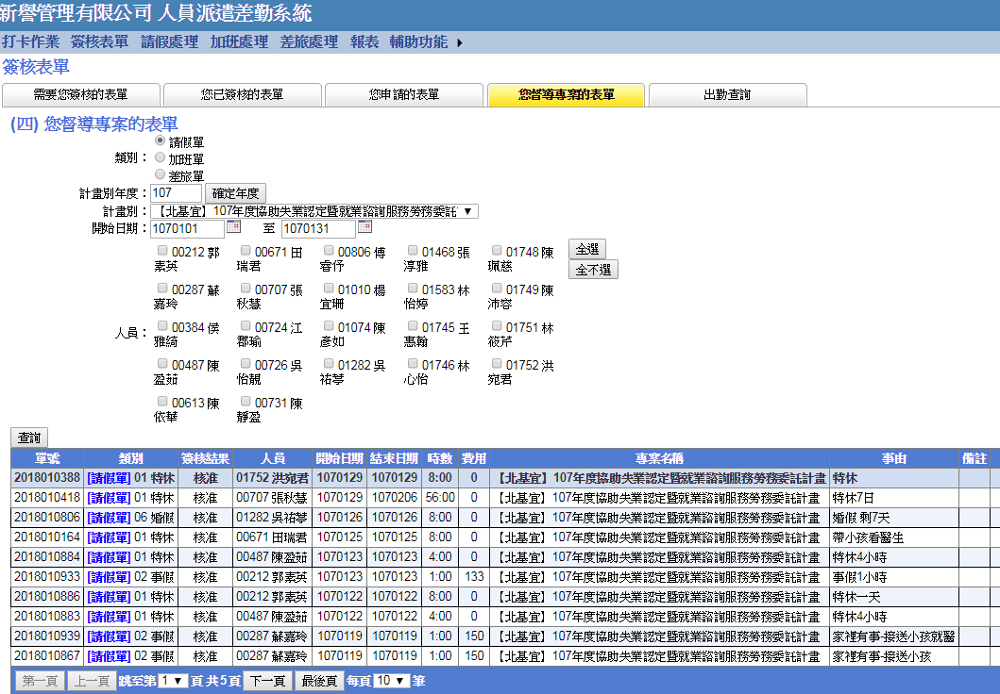 新譽管理有限公司 人員派遣差勤系統
打卡作業 簽核表單 請假處理 加班處理 差旅處理 報表 輔助功能
簽核表單
需要您簽核的表單 您已簽核的表單 您申請的表單 您督導專案的表單 出勤查詢
(四) 您督導專案的表單
類別： 請假單
加班單
差旅單
計畫別年度： 107 確定年度
計畫別： 【北基宜】107年度協助失業認定暨就業諮詢服務勞務委託
開始日期： 1070101 至 1070131
人員：
00212 郭素英 00671 田瑞君 00806 傅睿伃 01468 張淳雅 01748 陳珮慈 全選
全不選
00287 蘇嘉玲 00707 張秋慧 01010 楊宜珊 01583 林怡婷 01749 陳沛容
00384 侯雅綺 00724 江郡瑜 01074 陳彥如 01745 王惠翰 01751 林筱芹
00487 陳盈茹 00726 吳怡靚 01282 吳祐蔘 01746 林心怡 01752 洪宛君
00613 陳依華 00731 陳靜盈
查詢
單號 類別 簽核結果 人員 開始日期 結束日期 時數 費用 專案名稱 事由 備註
2018010388 [請假單] 01 特休 核准 01752 洪宛君 1070129 1070129 8:00 0 【北基宜】107年度協助失業認定暨就業諮詢服務勞務委託計畫 特休
2018010418 [請假單] 01 特休 核准 00707 張秋慧 1070129 1070206 56:00 0 【北基宜】107年度協助失業認定暨就業諮詢服務勞務委託計畫 特休7日
2018010806 [請假單] 06 婚假 核准 01282 吳祐蔘 1070126 1070126 8:00 0 【北基宜】107年度協助失業認定暨就業諮詢服務勞務委託計畫 婚假 剩7天
2018010164 [請假單] 01 特休 核准 00671 田瑞君 1070125 1070125 8:00 0 【北基宜】107年度協助失業認定暨就業諮詢服務勞務委託計畫 帶小孩看醫生
2018010884 [請假單] 01 特休 核准 00487 陳盈茹 1070123 1070123 4:00 0 【北基宜】107年度協助失業認定暨就業諮詢服務勞務委託計畫 特休4小時
2018010933 [請假單] 02 事假 核准 00212 郭素英 1070123 1070123 1:00 133 【北基宜】107年度協助失業認定暨就業諮詢服務勞務委託計畫 事假1小時
2018010886 [請假單] 01 特休 核准 00212 郭素英 1070122 1070122 8:00 0 【北基宜】107年度協助失業認定暨就業諮詢服務勞務委託計畫 特休一天
2018010883 [請假單] 01 特休 核准 00487 陳盈茹 1070122 1070122 4:00 0 【北基宜】107年度協助失業認定暨就業諮詢服務勞務委託計畫 特休4小時
2018010939 [請假單] 02 事假 核准 00287 蘇嘉玲 1070119 1070119 1:00 150 【北基宜】107年度協助失業認定暨就業諮詢服務勞務委託計畫 家裡有事-接送小孩就醫
2018010867 [請假單] 02 事假 核准 00287 蘇嘉玲 1070119 1070119 1:00 150 【北基宜】107年度協助失業認定暨就業諮詢服務勞務委託計畫 家裡有事-接送小孩
第一頁 上一頁 跳至第 1 頁 共5頁 下一頁 最後頁 每頁 10 筆